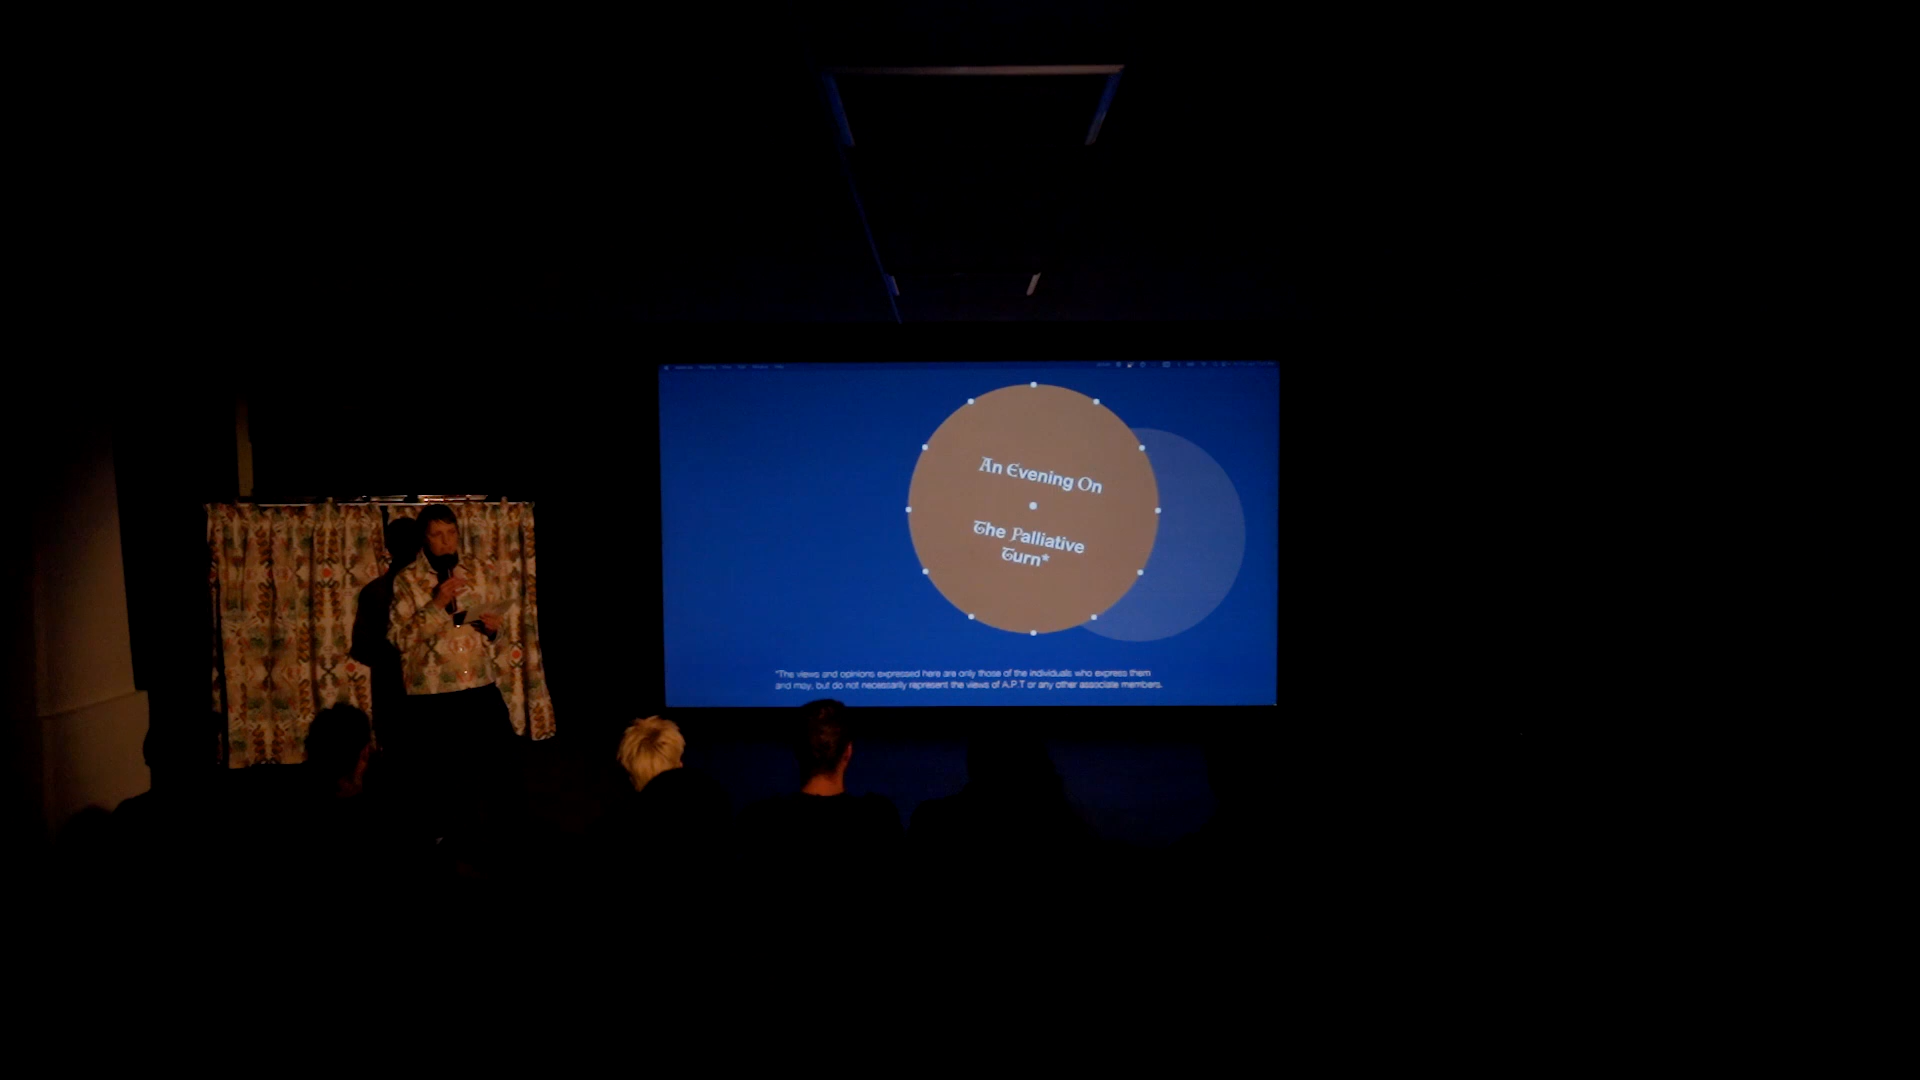 An Evening On
The Palliative
Turn*
*The views and opinions expressed here are only those of the individuals who express them
and may, but do not necessarily represent the views of A.P.T or any other associate members.